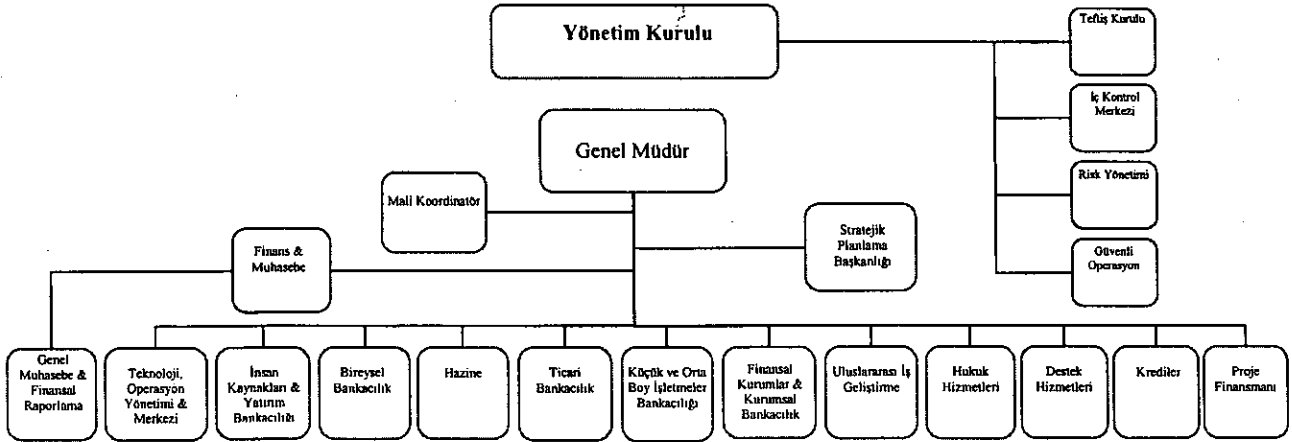 Yönetim Kurulu
Teftiş Kurulu
İç Kontrol
Merkezi
Genel Müdür
Risk Yönetimi
Mali Koordinatör
Stratejik
Planlama
Başkanlığı
Finans &
Muhasebe
Güvenli
Operasyon
Genel
Muhasebe &
Finansal
Raporlama
Teknoloji,
Operasyon
Yönetimi &
Merkezi
İnsan
Kaynakları &
Yatırım
Bankacılığı
Bireysel
Bankacılık
Hazine
Ticari
Bankacılık
Küçük ve Orta
Boy İşletmeler
Bankacılığı
Finansal
Kurumlar &
Kurumsal
Bankacılık
Uluslararası İş
Geliştirme
Hukuk
Hizmetleri
Destek
Hizmetleri
Krediler
Proje
Finansmanı